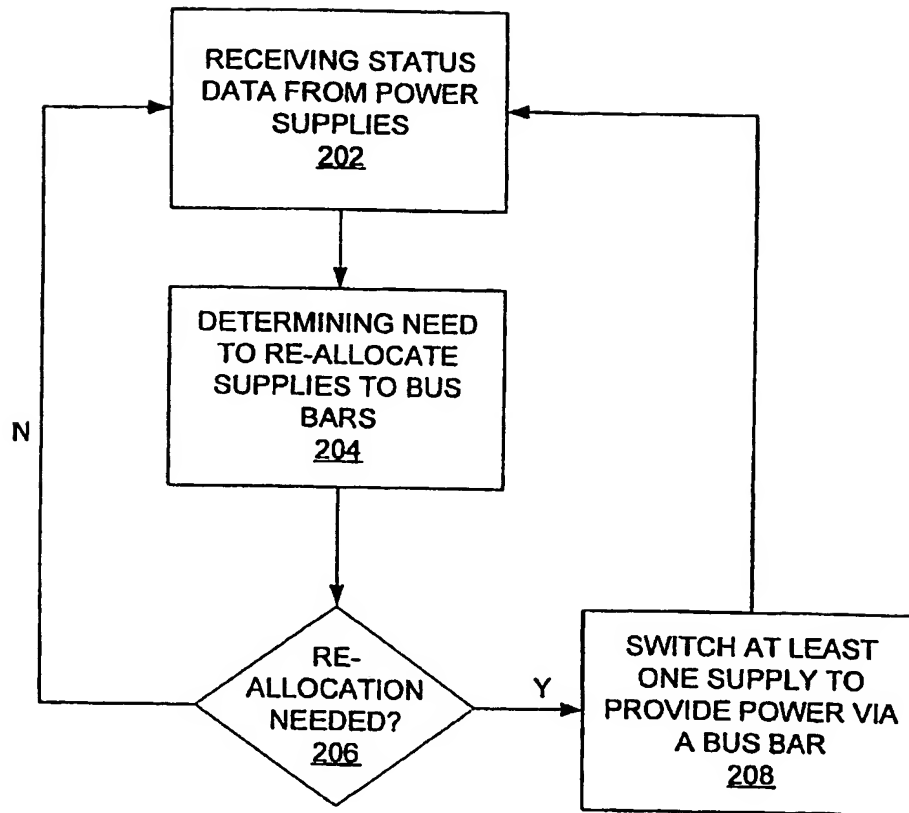 RECEIVING STATUS
DATA FROM POWER
SUPPLIES
202
DETERMINING NEED
TO RE-ALLOCATE
SUPPLIES TO BUS
BARS
204
N
RE-
ALLOCATION
NEEDED?
206
Y
SWITCH AT LEAST
ONE SUPPLY TO
PROVIDE POWER VIA
A BUS BAR
208